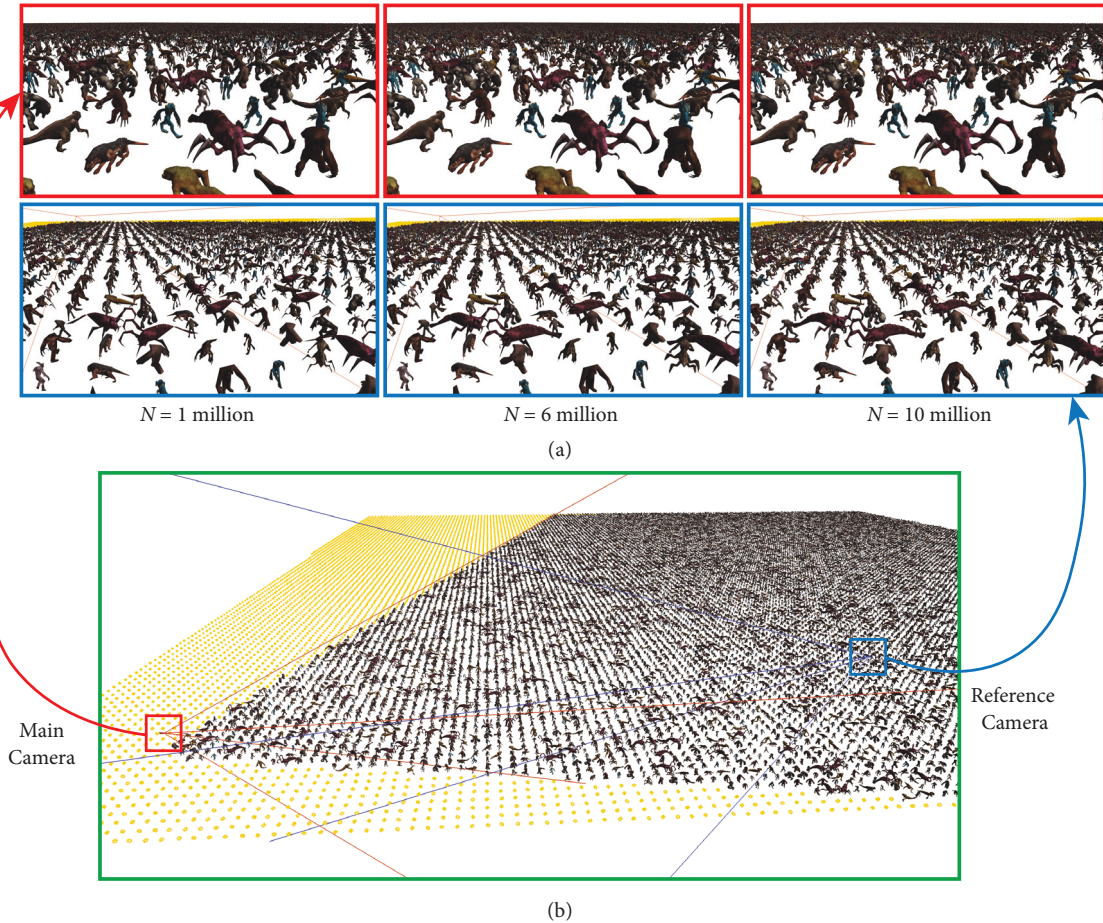 N = 1 million
N = 6 million
N = 10 million
(a)
Main
Camera
Reference
Camera
(b)